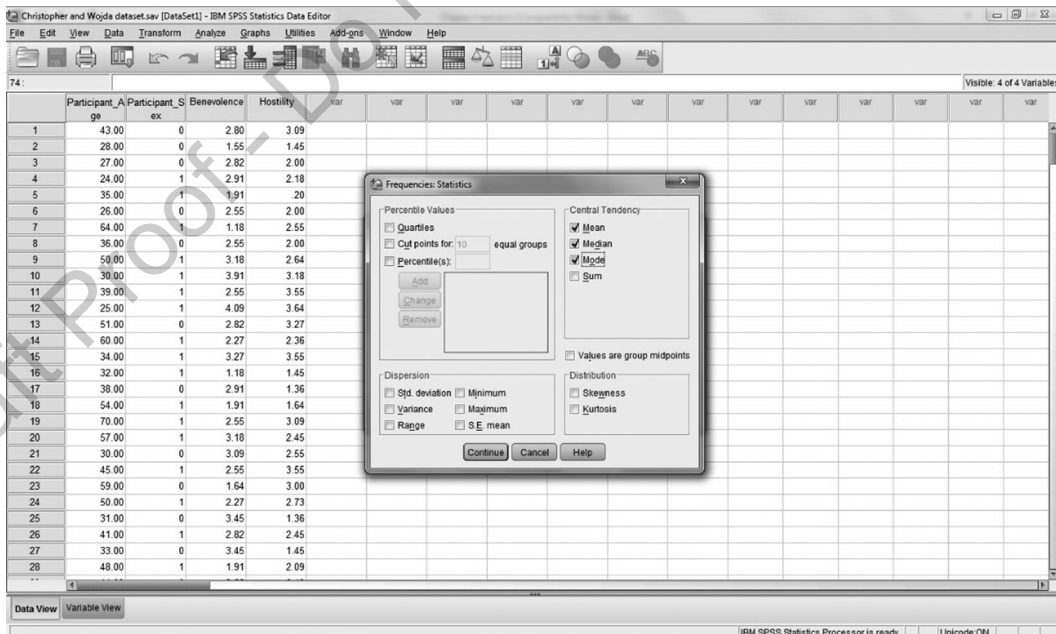 Christopher and Wojda dataset.sav [DataSet1] - IBM SPSS Statistics Data Editor
File Edit View Data Transform Analyze Graphs Utilities Add-ons Window Help
74 :
Visible: 4 of 4 Variables
Participant_Age Participant_Sex Benevolence Hostility var var var var var var var var var var var var var
1 43.00 0 2.80 3.09
2 28.00 0 1.55 1.45
3 27.00 0 2.82 2.00
4 24.00 1 2.91 2.18
5 35.00 1 1.91 .20
6 26.00 0 2.55 2.00
7 64.00 1 1.18 2.55
8 36.00 0 2.55 2.00
9 50.00 1 3.18 2.64
10 30.00 1 3.91 3.18
11 39.00 1 2.55 3.55
12 25.00 1 4.09 3.64
13 51.00 0 2.82 3.27
14 60.00 1 2.27 2.36
15 34.00 1 3.27 3.55
16 32.00 1 1.18 1.45
17 38.00 0 2.91 1.36
18 54.00 1 1.91 1.64
19 70.00 1 2.55 3.09
20 57.00 1 3.18 2.45
21 30.00 0 3.09 2.55
22 45.00 1 2.55 3.55
23 59.00 0 1.64 3.00
24 50.00 1 2.27 2.73
25 31.00 0 3.45 1.36
26 41.00 1 2.82 2.45
27 33.00 0 3.45 1.45
28 48.00 1 1.91 2.09
Frequencies: Statistics
Percentile Values
Quartiles
Cut points for: 10 equal groups
Percentile(s):
Add
Change
Remove
Central Tendency
Mean
Median
Mode
Sum
Values are group midpoints
Dispersion
Std. deviation Minimum
Variance Maximum
Range S.E. mean
Distribution
Skewness
Kurtosis
Continue Cancel Help
Data View Variable View
IBM SPSS Statistics Processor is ready Unicode:ON
Draft Proof - Do